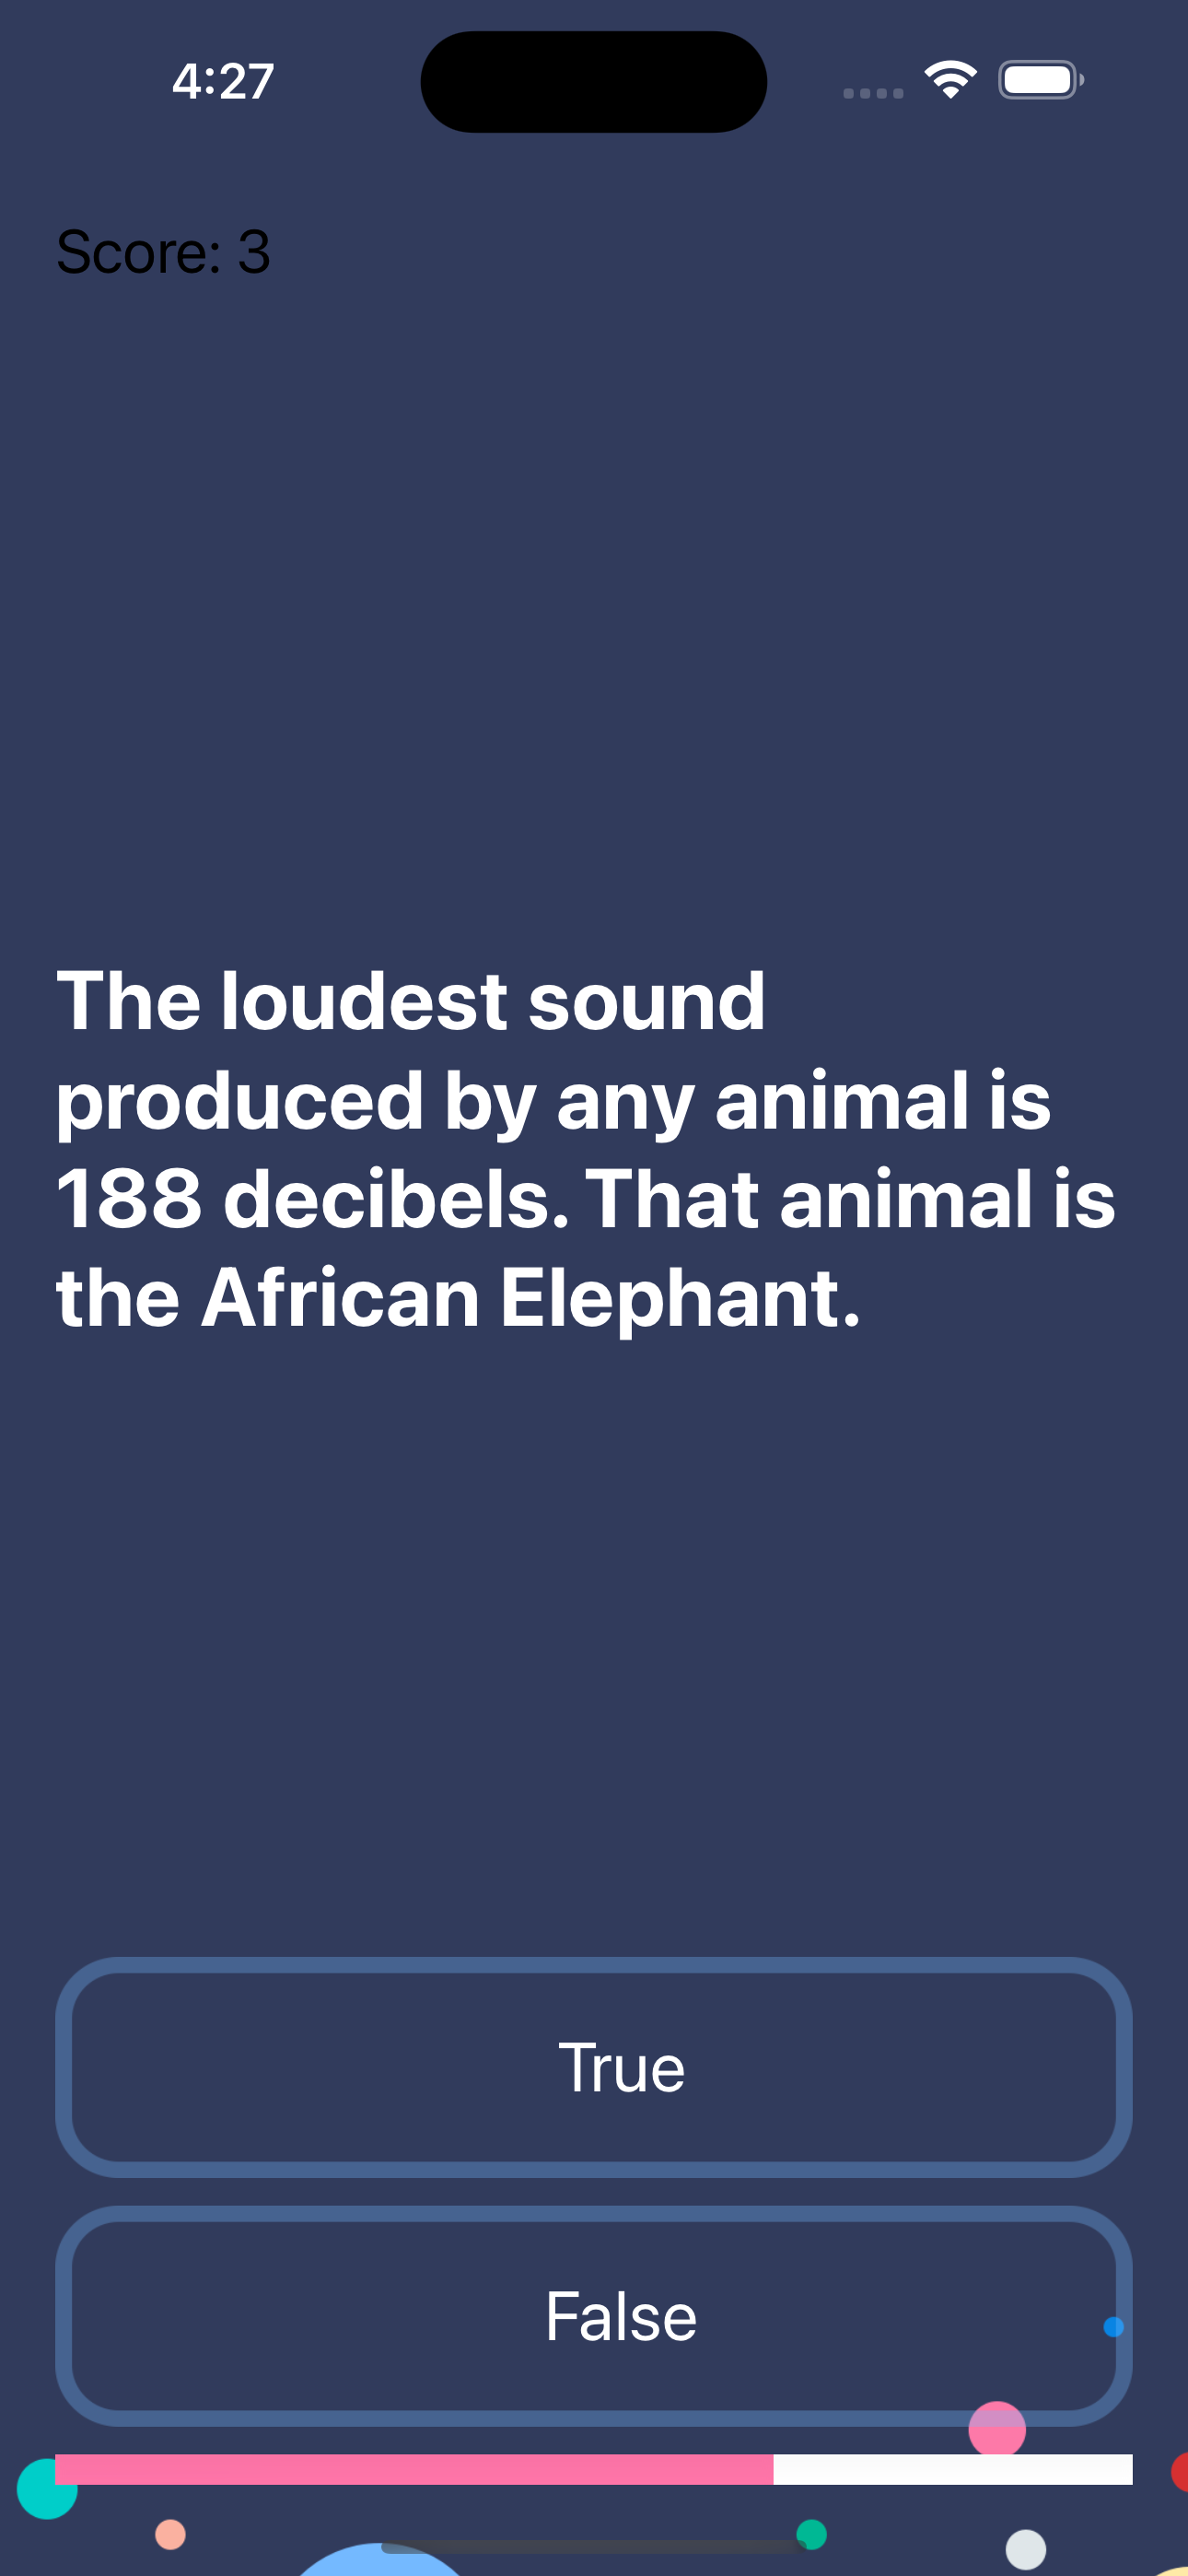 4:27
Score: 3
The loudest sound
produced by any animal is
188 decibels. That animal is
the African Elephant.
True
False